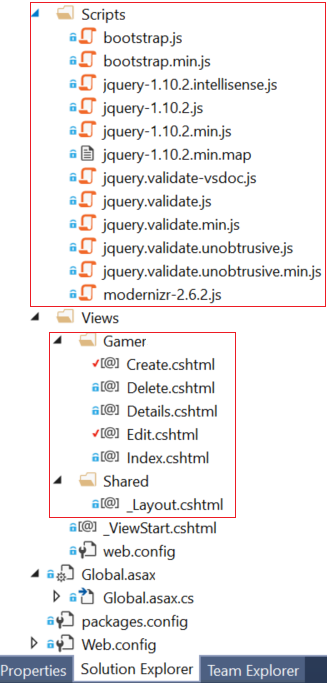 Scripts
bootstrap.js
bootstrap.min.js
jquery-1.10.2.intellisense.js
jquery-1.10.2.js
jquery-1.10.2.min.js
jquery-1.10.2.min.map
jquery.validate-vsdoc.js
jquery.validate.js
jquery.validate.min.js
jquery.validate.unobtrusive.js
jquery.validate.unobtrusive.min.js
modernizr-2.6.2.js
Views
Gamer
[@] Create.cshtml
[@] Delete.cshtml
[@] Details.cshtml
[@] Edit.cshtml
[@] Index.cshtml
Shared
[@] _Layout.cshtml
[@] _ViewStart.cshtml
web.config
Global.asax
Global.asax.cs
packages.config
Web.config
Properties Solution Explorer Team Explorer